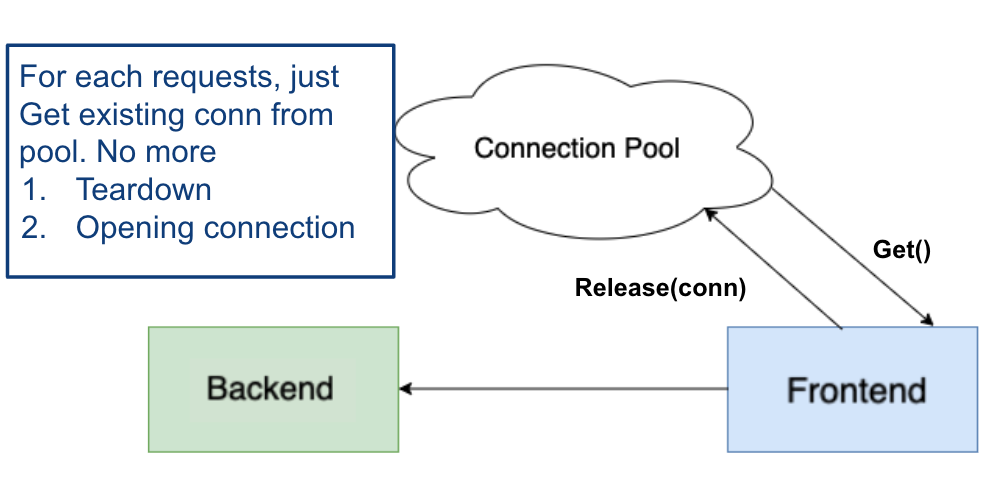 For each requests, just
Get existing conn from
pool. No more
1. Teardown
2. Opening connection
Connection Pool
Get()
Release(conn)
Backend
Frontend